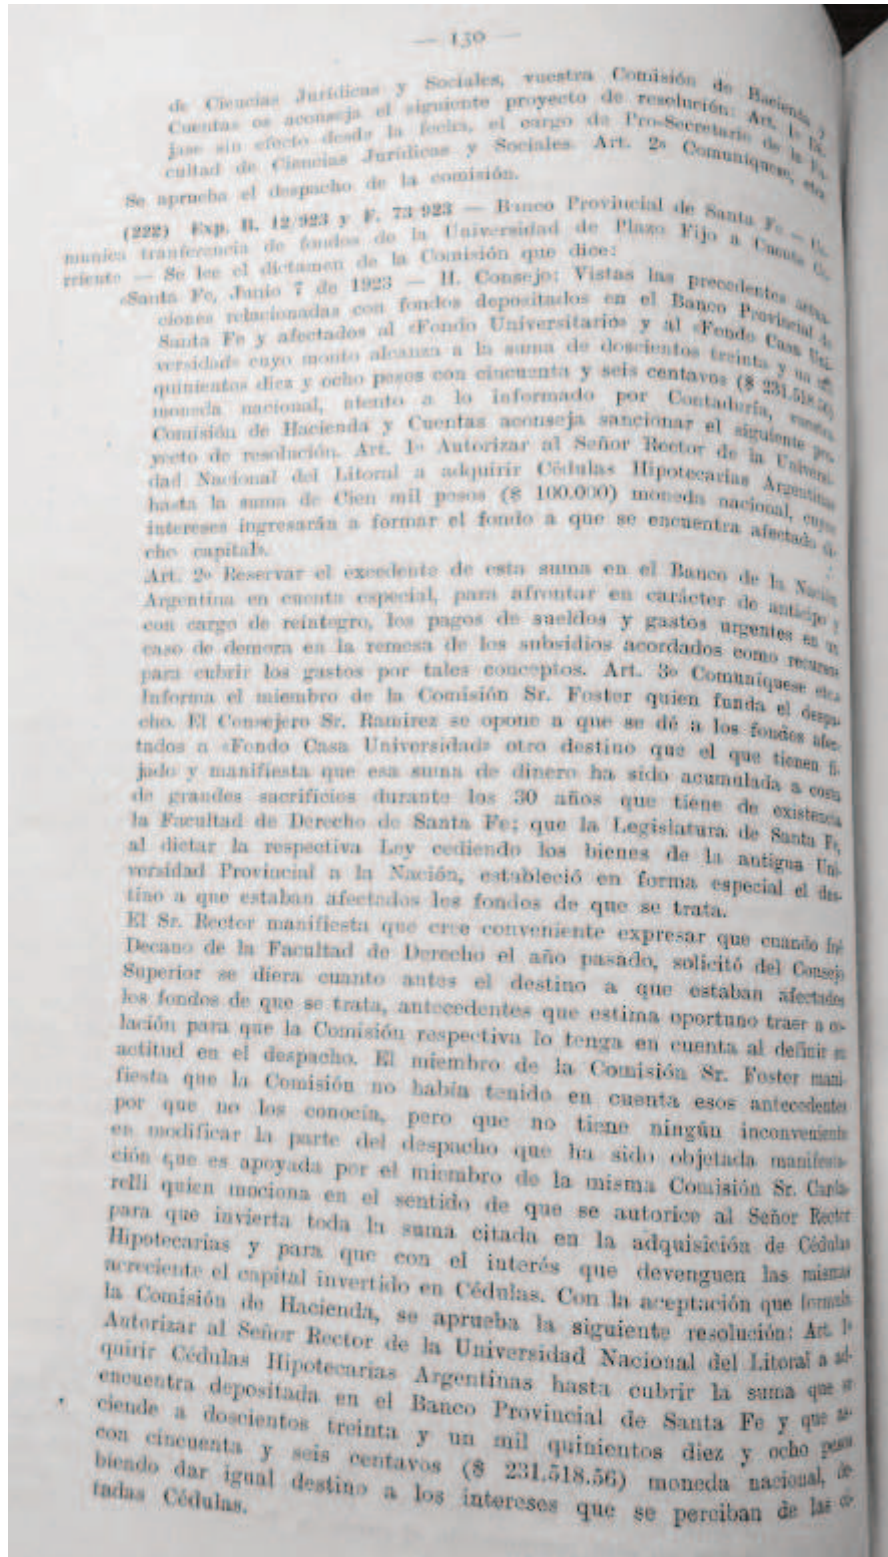 — 130 —
de Ciencias Jurídicas y Sociales, vuestra Comisión de Hacienda y
Cuentas os aconseja el siguiente proyecto de resolución: Art. 1º Dé-
jase sin efecto desde la fecha, el cargo de Pro-Secretario de la Fa-
cultad de Ciencias Jurídicas y Sociales. Art. 2º Comuníquese, etc»
Se aprueba el despacho de la comisión.
(222) Exp. B. 12/923 y F. 73-923 — Banco Provincial de Santa Fe — Co-
munica tranferencia de fondos de la Universidad de Plazo Fijo a Cuenta Co-
rriente — Se lee el dictamen de la Comisión que dice:
«Santa Fe, Junio 7 de 1923 — H. Consejo: Vistas las precedentes actua-
ciones relacionadas con fondos depositados en el Banco Provincial de
Santa Fe y afectados al «Fondo Universitario» y al «Fondo Casa Uni-
versidad» cuyo monto alcanza a la suma de doscientos treinta y un mil
quinientos diez y ocho pesos con cincuenta y seis centavos ($ 231.518.56)
moneda nacional, atento a lo informado por Contaduría, vuestra
Comisión de Hacienda y Cuentas aconseja sancionar el siguiente pro-
yecto de resolución. Art. 1º Autorizar al Señor Rector de la Universi-
dad Nacional del Litoral a adquirir Cédulas Hipotecarias Argentinas
hasta la suma de Cien mil pesos ($ 100.000) moneda nacional, cuyos
intereses ingresarán a formar el fondo a que se encuentra afectado di-
cho capital».
Art. 2º Reservar el excedente de esta suma en el Banco de la Nación
Argentina en cuenta especial, para afrontar en carácter de anticipo y
con cargo de reintegro, los pagos de sueldos y gastos urgentes en un
caso de demora en la remesa de los subsidios acordados como recursos
para cubrir los gastos por tales conceptos. Art. 3º Comuníquese etc.»
Informa el miembro de la Comisión Sr. Foster quien funda el despa-
cho. El Consejero Sr. Ramirez se opone a que se dé a los fondos afec-
tados a «Fondo Casa Universidad» otro destino que el que tienen fi-
jado y manifiesta que esa suma de dinero ha sido acumulada a costa
de grandes sacrificios durante los 30 años que tiene de existencia
la Facultad de Derecho de Santa Fe; que la Legislatura de Santa Fe,
al dictar la respectiva Ley cediendo los bienes de la antigua Uni-
versidad Provincial a la Nación, estableció en forma especial el des-
tino a que estaban afectados los fondos de que se trata.
El Sr. Rector manifiesta que cree conveniente expresar que cuando fué
Decano de la Facultad de Derecho el año pasado, solicitó del Consejo
Superior se diera cuanto antes el destino a que estaban afectados
los fondos de que se trata, antecedentes que estima oportuno traer a co-
lación para que la Comisión respectiva lo tenga en cuenta al definir su
actitud en el despacho. El miembro de la Comisión Sr. Foster mani-
fiesta que la Comisión no había tenido en cuenta esos antecedentes
por que no los conocía, pero que no tiene ningún inconveniente
en modificar la parte del despacho que ha sido objetada manifesta-
ción que es apoyada por el miembro de la misma Comisión Sr.
relli quien mociona en el sentido de que se autorice al Señor Rector
para que invierta toda la suma citada en la adquisición de Cédulas
Hipotecarias y para que con el interés que devenguen las mismas
acreciente el capital invertido en Cédulas. Con la aceptación que formula
la Comisión de Hacienda, se aprueba la siguiente resolución: Art. 1º
Autorizar al Señor Rector de la Universidad Nacional del Litoral a ad-
quirir Cédulas Hipotecarias Argentinas hasta cubrir la suma que se
encuentra depositada en el Banco Provincial de Santa Fe y que as-
ciende a doscientos treinta y un mil quinientos diez y ocho pesos
con cincuenta y seis centavos ($ 231.518.56) moneda nacional, de-
biendo dar igual destino a los intereses que se perciban de las ci-
tadas Cédulas.